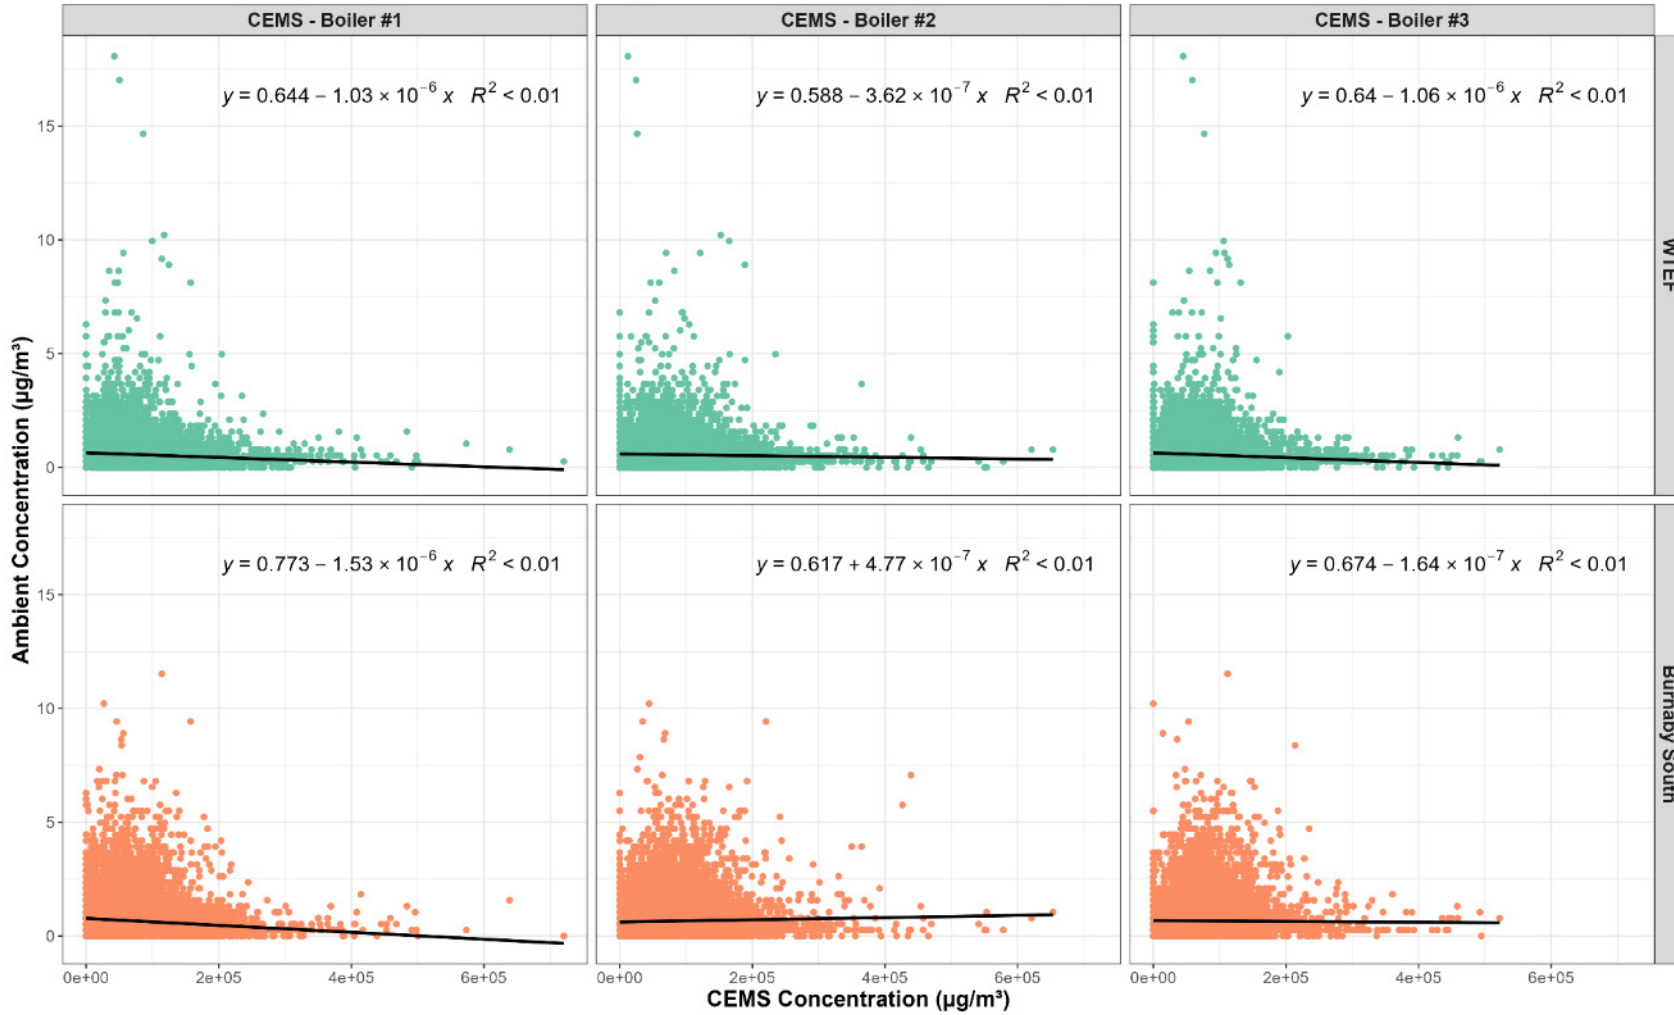 CEMS - Boiler #1
CEMS - Boiler #2
CEMS - Boiler #3
y = 0.644 − 1.03 × 10⁻⁶ x R² < 0.01
y = 0.588 − 3.62 × 10⁻⁷ x R² < 0.01
y = 0.64 − 1.06 × 10⁻⁶ x R² < 0.01
15
10
5
0
WTEF
y = 0.773 − 1.53 × 10⁻⁶ x R² < 0.01
y = 0.617 + 4.77 × 10⁻⁷ x R² < 0.01
y = 0.674 − 1.64 × 10⁻⁷ x R² < 0.01
15
10
5
0
Burnaby South
Ambient Concentration (µg/m³)
0e+00 2e+05 4e+05 6e+05
0e+00 2e+05 4e+05 6e+05
0e+00 2e+05 4e+05 6e+05
CEMS Concentration (µg/m³)